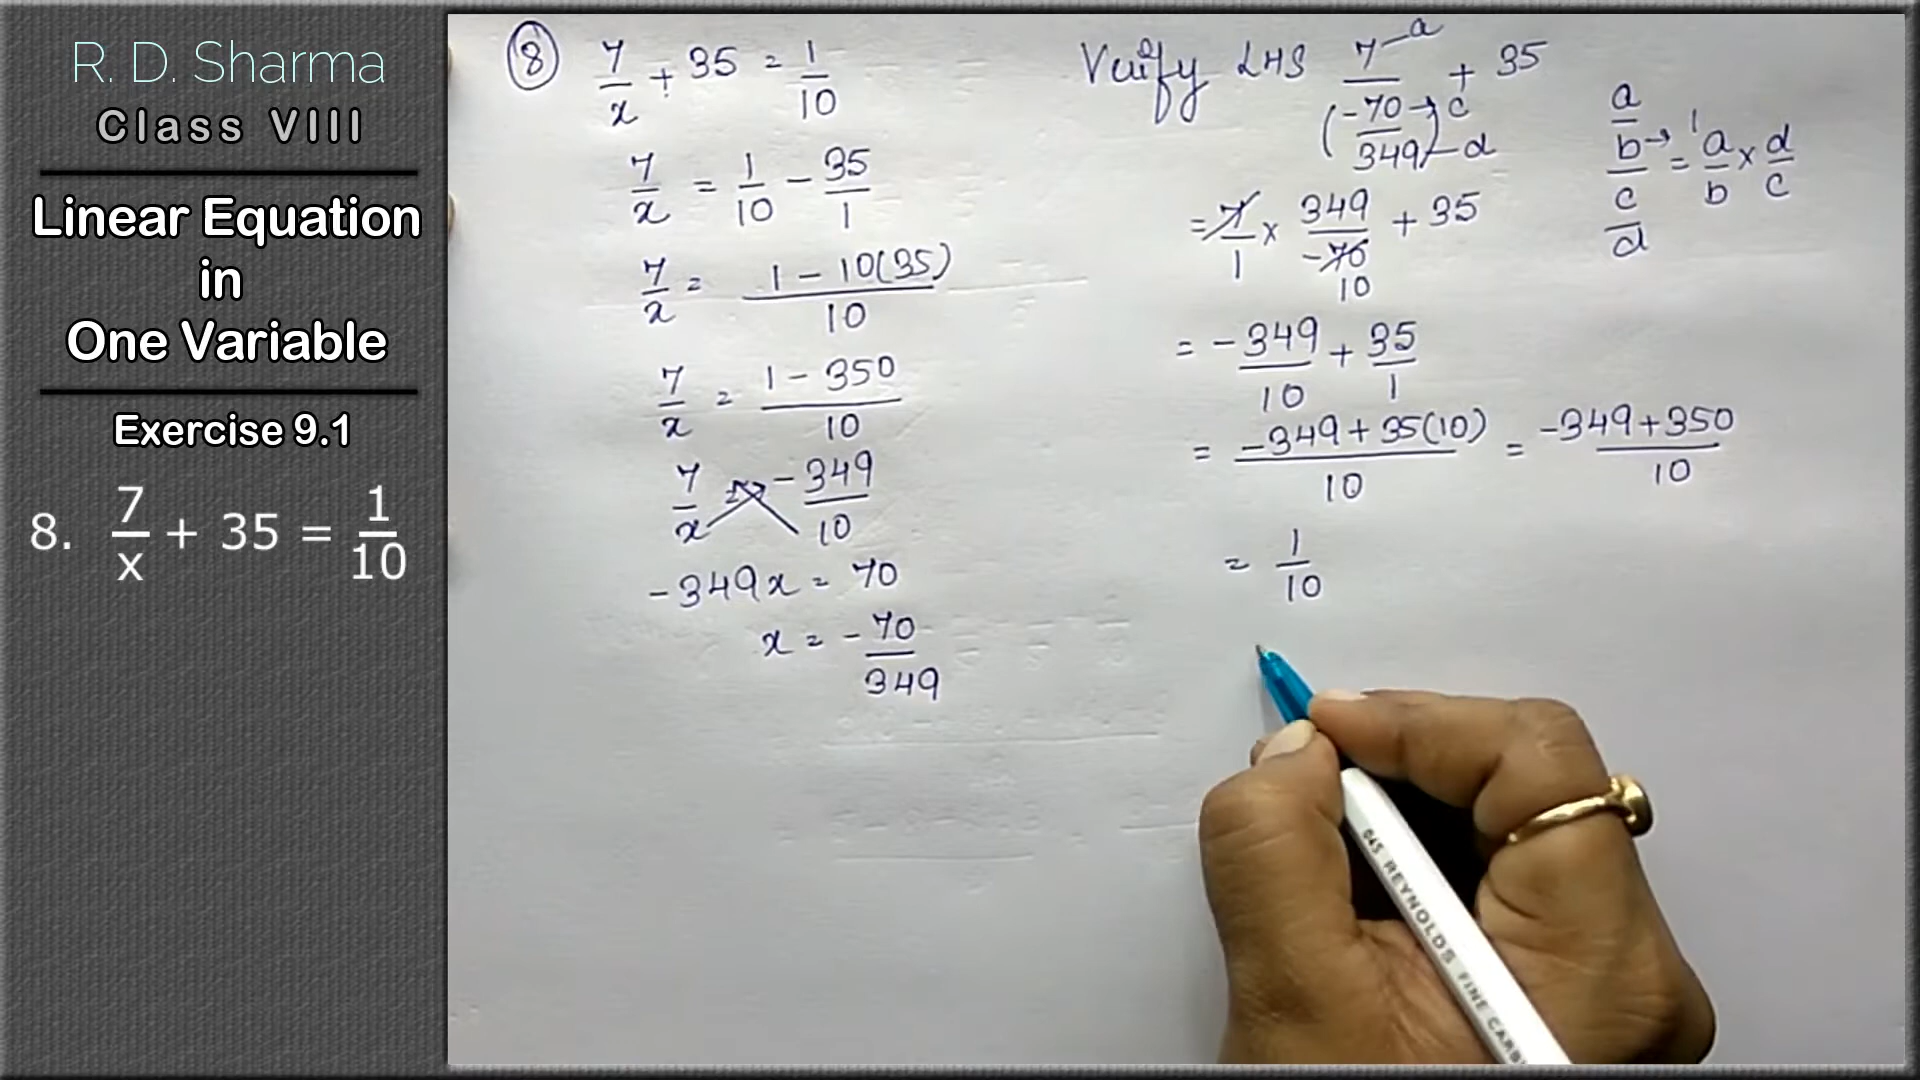 R. D. Sharma
Class VIII
Linear Equation
in
One Variable
Exercise 9.1
8. 7/x + 35 = 1/10
8 7/x + 35 = 1/10
7/x = 1/10 - 35/1
7/x = 1 - 10(35)/10
7/x = 1 - 350/10
7/x = -349/10
-349x = 70
x = -70/349
Verify LHS 7/(-70/349) + 35
a
c
d
a/b/c/d = a/b × d/c
= 7/1 × 349/-70 + 35
10
= -349/10 + 35/1
= -349 + 35(10)/10 = -349+350/10
= 1/10
045 REYNOLDS FINE CARB